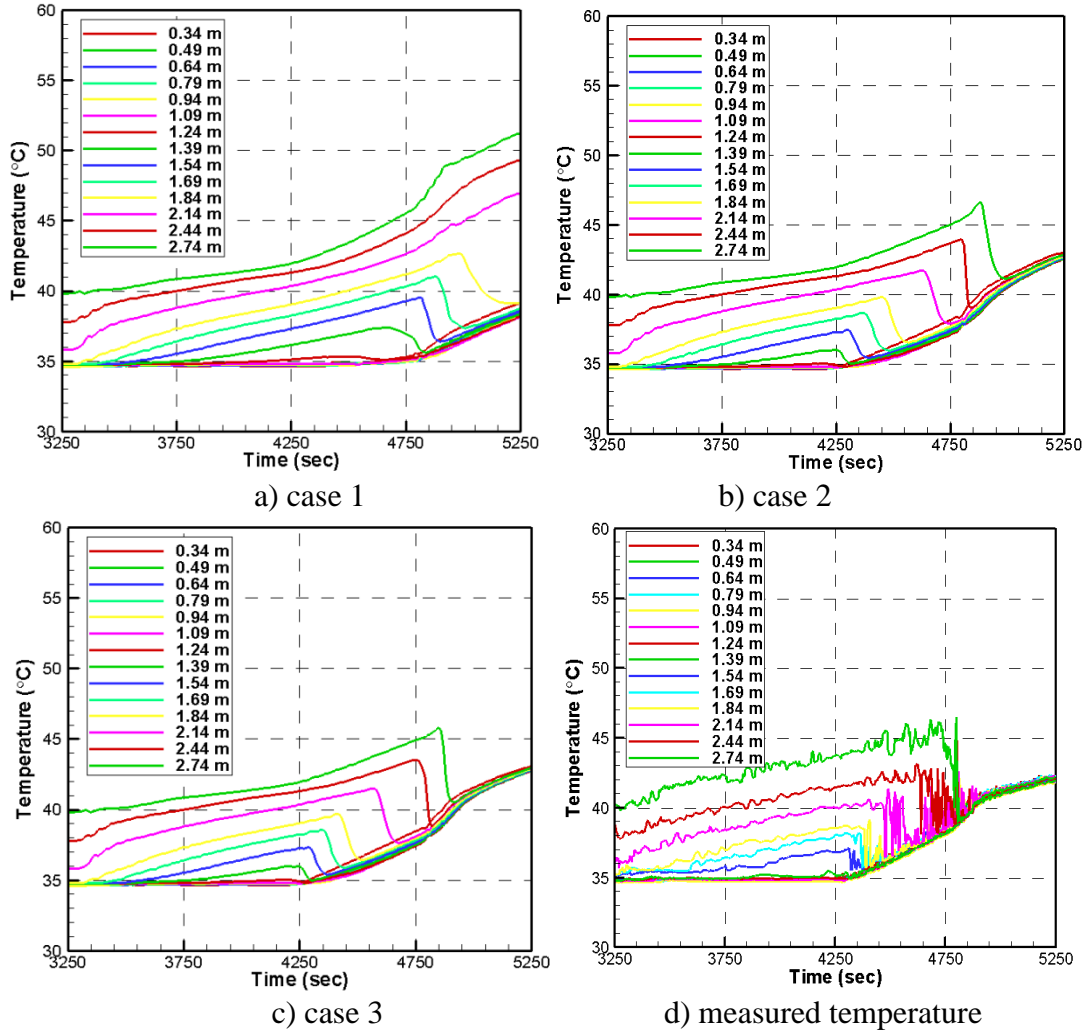 60
55
50
45
40
35
30
Temperature (°C)
0.34 m
0.49 m
0.64 m
0.79 m
0.94 m
1.09 m
1.24 m
1.39 m
1.54 m
1.69 m
1.84 m
2.14 m
2.44 m
2.74 m
3250 3750 4250 4750 5250
Time (sec)
a) case 1
60
55
50
45
40
35
30
Temperature (°C)
0.34 m
0.49 m
0.64 m
0.79 m
0.94 m
1.09 m
1.24 m
1.39 m
1.54 m
1.69 m
1.84 m
2.14 m
2.44 m
2.74 m
3250 3750 4250 4750 5250
Time (sec)
b) case 2
60
55
50
45
40
35
30
Temperature (°C)
0.34 m
0.49 m
0.64 m
0.79 m
0.94 m
1.09 m
1.24 m
1.39 m
1.54 m
1.69 m
1.84 m
2.14 m
2.44 m
2.74 m
3250 3750 4250 4750 5250
Time (sec)
c) case 3
60
55
50
45
40
35
30
Temperature (°C)
0.34 m
0.49 m
0.64 m
0.79 m
0.94 m
1.09 m
1.24 m
1.39 m
1.54 m
1.69 m
1.84 m
2.14 m
2.44 m
2.74 m
3250 3750 4250 4750 5250
Time (sec)
d) measured temperature